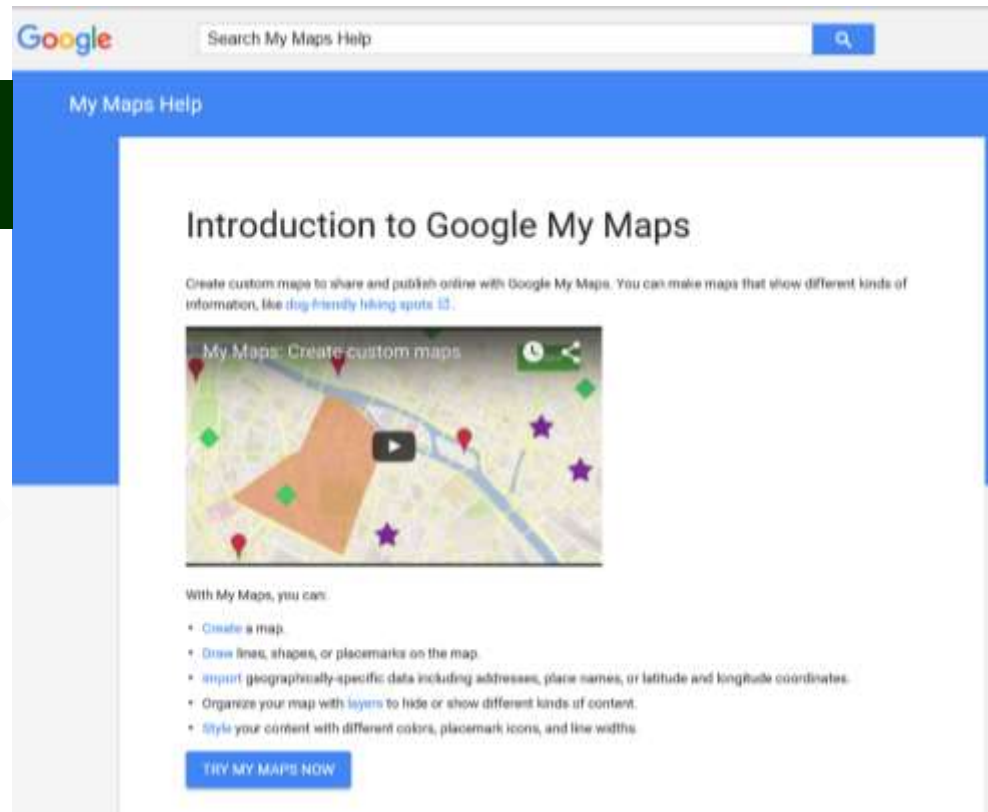 Google
Search My Maps Help
My Maps Help
Introduction to Google My Maps
Create custom maps to share and publish online with Google My Maps. You can make maps that show different kinds of
information, like dog-friendly hiking spots.
My Maps: Create custom maps
With My Maps, you can:
• Create a map.
• Draw lines, shapes, or placemarks on the map.
• Import geographically-specific data including addresses, place names, or latitude and longitude coordinates.
• Organize your map with layers to hide or show different kinds of content.
• Style your content with different colors, placemark icons, and line widths.
TRY MY MAPS NOW